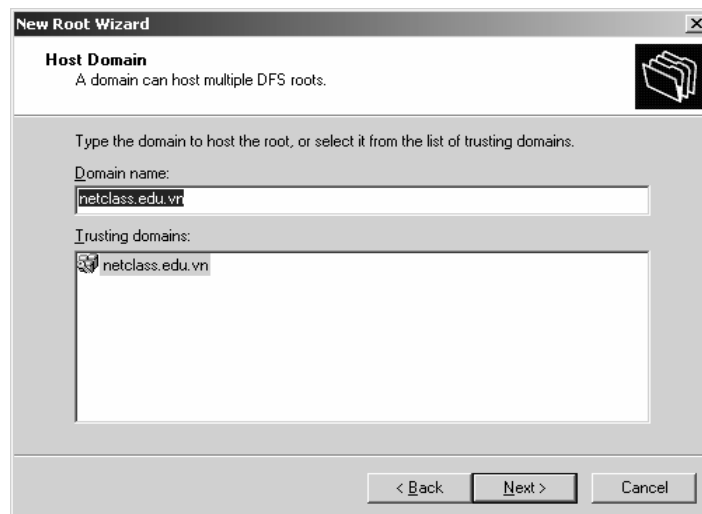 New Root Wizard
Host Domain
A domain can host multiple DFS roots.
Type the domain to host the root, or select it from the list of trusting domains.
Domain name:
netclass.edu.vn
Trusting domains:
netclass.edu.vn
< Back
Next >
Cancel